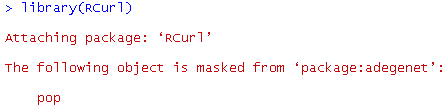 > library(RCurl)
Attaching package: ‘RCurl’
The following object is masked from ‘package:adegenet’:
pop